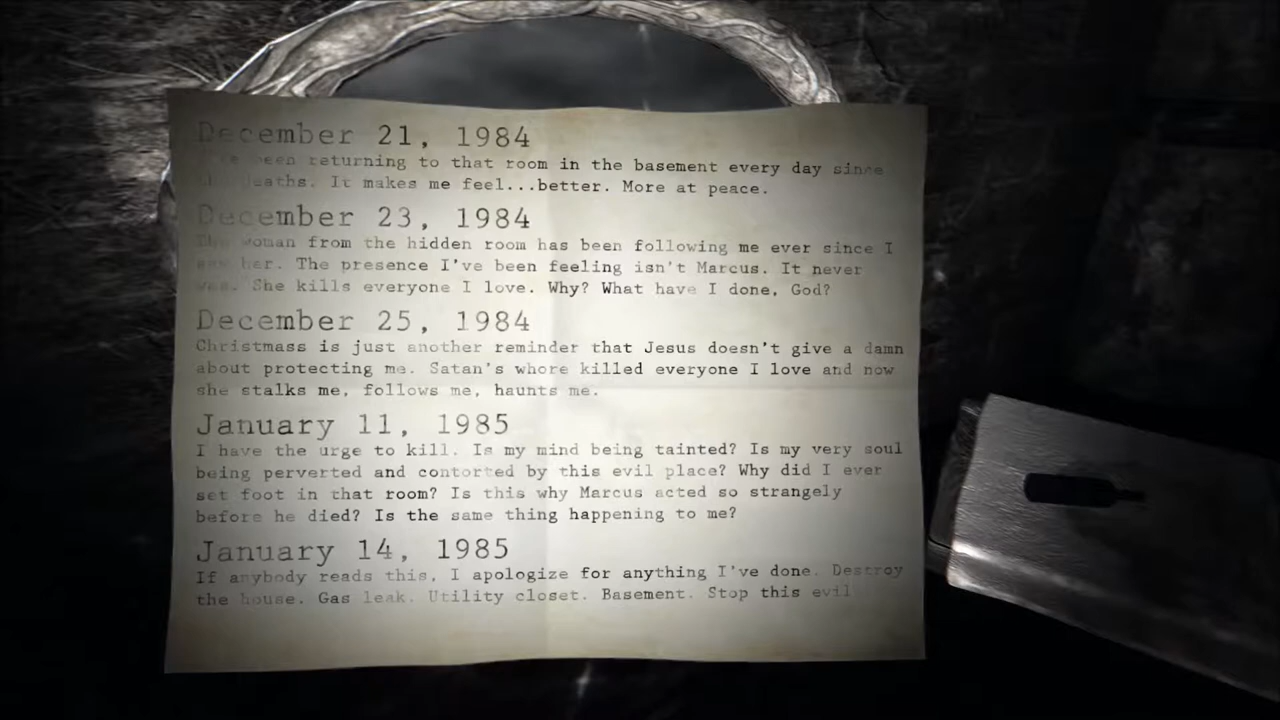 December 21, 1984
I've been returning to that room in the basement every day since
the deaths. It makes me feel...better. More at peace.
December 23, 1984
The woman from the hidden room has been following me ever since I
saw her. The presence I've been feeling isn't Marcus. It never
was. She kills everyone I love. Why? What have I done, God?
December 25, 1984
Christmass is just another reminder that Jesus doesn't give a damn
about protecting me. Satan's whore killed everyone I love and now
she stalks me, follows me, haunts me.
January 11, 1985
I have the urge to kill. Is my mind being tainted? Is my very soul
being perverted and contorted by this evil place? Why did I ever
set foot in that room? Is this why Marcus acted so strangely
before he died? Is the same thing happening to me?
January 14, 1985
If anybody reads this, I apologize for anything I've done. Destroy
the house. Gas leak. Utility closet. Basement. Stop this evil